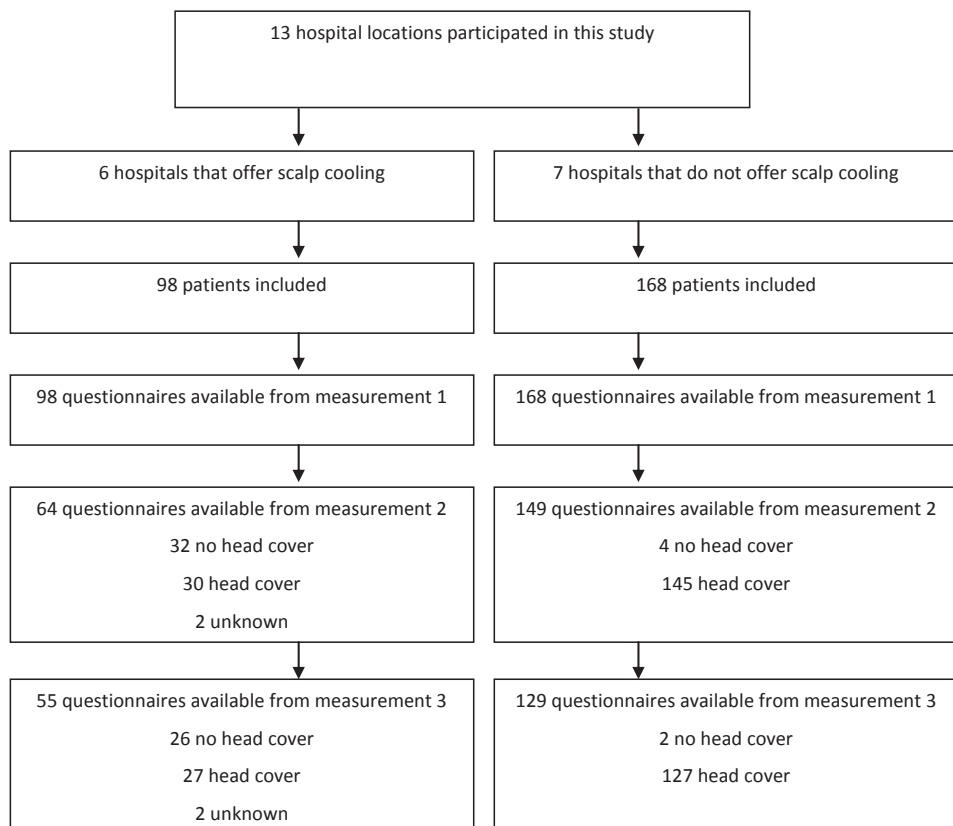 13 hospital locations participated in this study
6 hospitals that offer scalp cooling
7 hospitals that do not offer scalp cooling
98 patients included
168 patients included
98 questionnaires available from measurement 1
168 questionnaires available from measurement 1
64 questionnaires available from measurement 2
32 no head cover
30 head cover
2 unknown
149 questionnaires available from measurement 2
4 no head cover
145 head cover
55 questionnaires available from measurement 3
26 no head cover
27 head cover
2 unknown
129 questionnaires available from measurement 3
2 no head cover
127 head cover